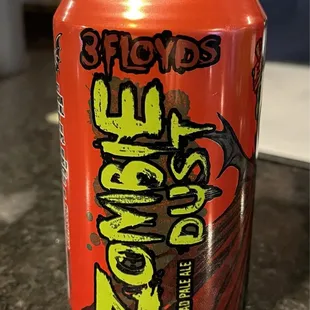 3 FLOYDS
ZOMBIE
DUST
PALE ALE